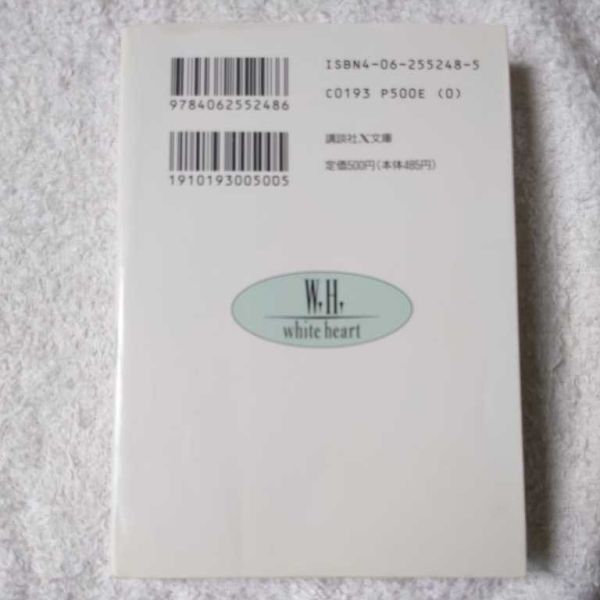 ISBN4-06-255248-5
9784062552486
C0193 P500E (0)
講談社X文庫
定価500円(本体485円)
1910193005005
W.H.
white heart